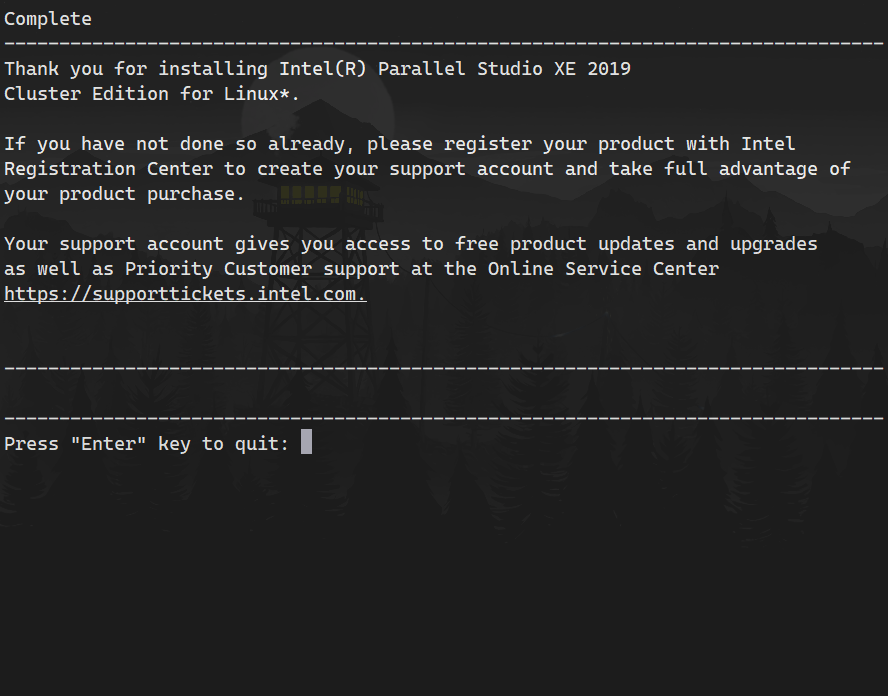 Complete
--------------------------------------------------------------------------------
Thank you for installing Intel(R) Parallel Studio XE 2019
Cluster Edition for Linux*.
If you have not done so already, please register your product with Intel
Registration Center to create your support account and take full advantage of
your product purchase.
Your support account gives you access to free product updates and upgrades
as well as Priority Customer support at the Online Service Center
https://supporttickets.intel.com.
--------------------------------------------------------------------------------
--------------------------------------------------------------------------------
Press "Enter" key to quit: